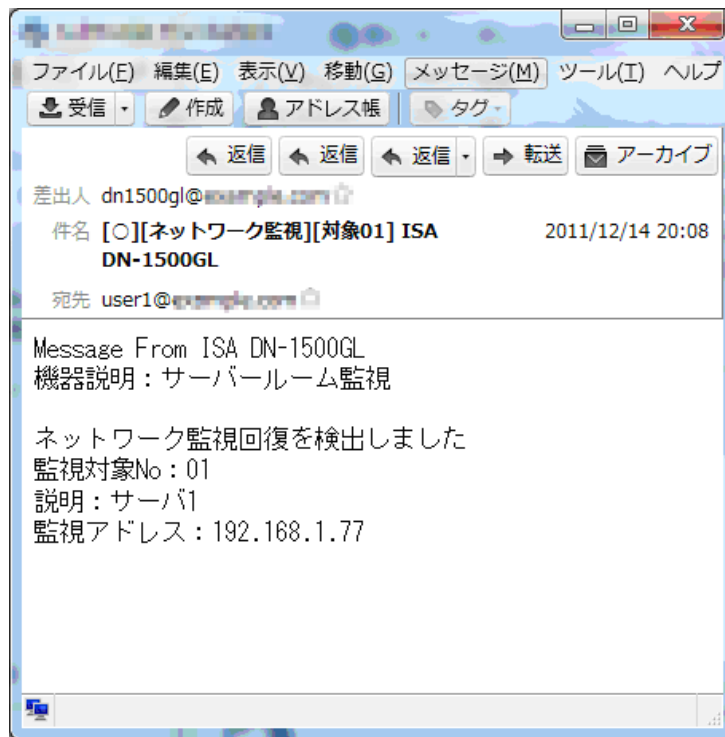 ファイル(F) 編集(E) 表示(V) 移動(G) メッセージ(M) ツール(T) ヘルプ
受信 作成 アドレス帳 タグ
返信 返信 返信 転送 アーカイブ
差出人 dn1500gl@
件名 [○][ネットワーク監視][対象01] ISA 2011/12/14 20:08
DN-1500GL
宛先 user1@
Message From ISA DN-1500GL
機器説明：サーバールーム監視
ネットワーク監視回復を検出しました
監視対象No：01
説明：サーバ1
監視アドレス：192.168.1.77